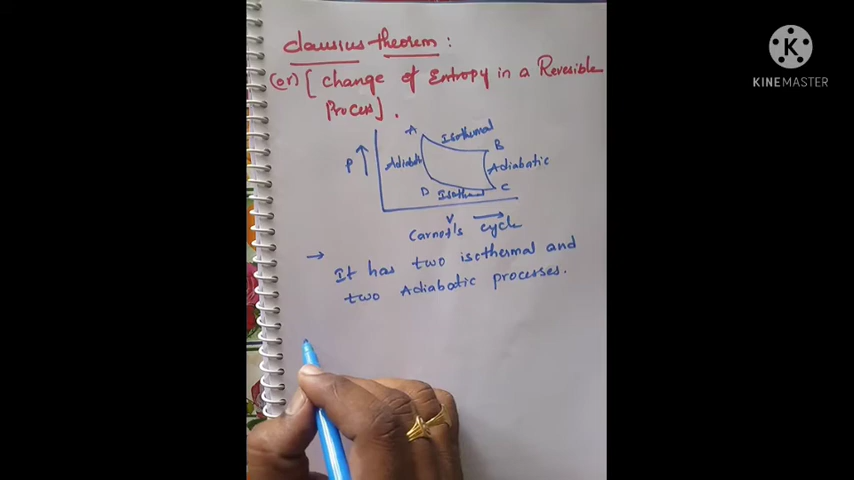 Clausius theorem :
(or) [ Change of Entropy in a Revesible
Process] .
A Isothermal
B
P Adiabatic Adiabatic
D Isothermal C
V
Carnot's cycle
→ It has two isothermal and
two Adiabatic processes.
K
KINEMASTER